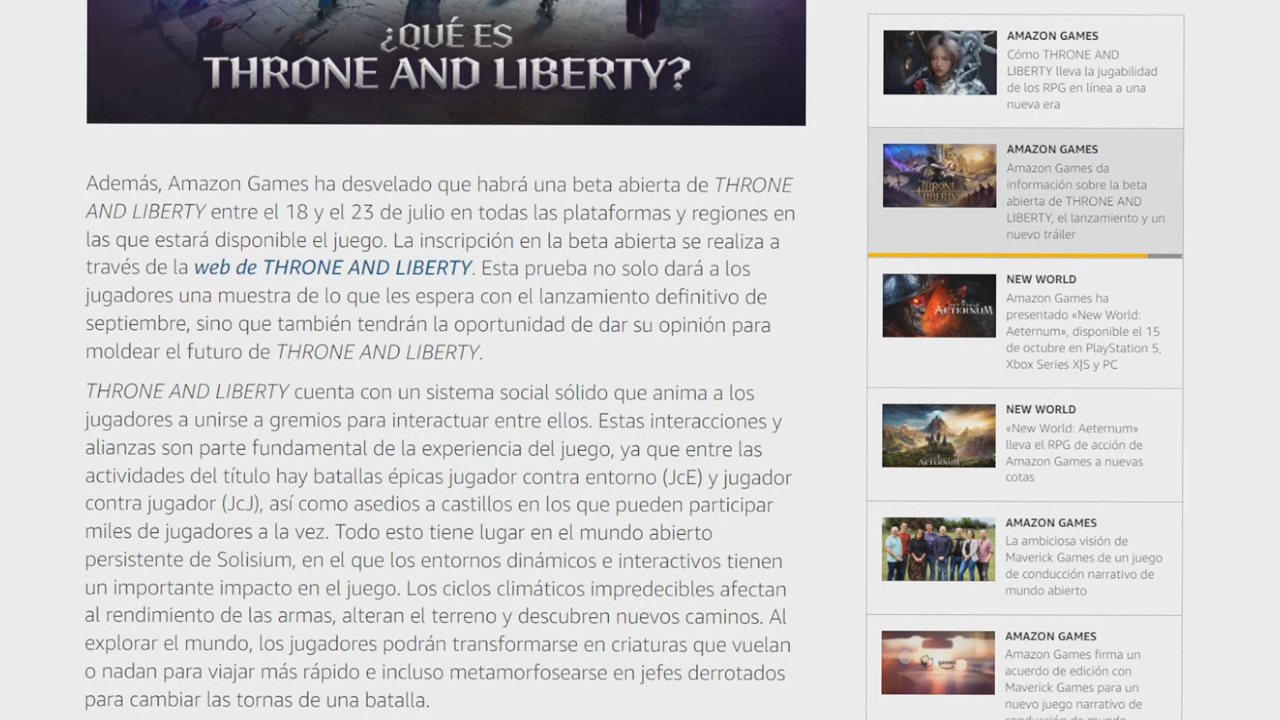 ¿QUÉ ES
THRONE AND LIBERTY?
Además, Amazon Games ha desvelado que habrá una beta abierta de THRONE
AND LIBERTY entre el 18 y el 23 de julio en todas las plataformas y regiones en
las que estará disponible el juego. La inscripción en la beta abierta se realiza a
través de la web de THRONE AND LIBERTY. Esta prueba no solo dará a los
jugadores una muestra de lo que les espera con el lanzamiento definitivo de
septiembre, sino que también tendrán la oportunidad de dar su opinión para
moldear el futuro de THRONE AND LIBERTY.
THRONE AND LIBERTY cuenta con un sistema social sólido que anima a los
jugadores a unirse a gremios para interactuar entre ellos. Estas interacciones y
alianzas son parte fundamental de la experiencia del juego, ya que entre las
actividades del título hay batallas épicas jugador contra entorno (JcE) y jugador
contra jugador (JcJ), así como asedios a castillos en los que pueden participar
miles de jugadores a la vez. Todo esto tiene lugar en el mundo abierto
persistente de Solisium, en el que los entornos dinámicos e interactivos tienen
un importante impacto en el juego. Los ciclos climáticos impredecibles afectan
al rendimiento de las armas, alteran el terreno y descubren nuevos caminos. Al
explorar el mundo, los jugadores podrán transformarse en criaturas que vuelan
o nadan para viajar más rápido e incluso metamorfosearse en jefes derrotados
para cambiar las tornas de una batalla.
AMAZON GAMES
Cómo THRONE AND
LIBERTY lleva la jugabilidad
de los RPG en línea a una
nueva era
THRONE
AND LIBERTY
AMAZON GAMES
Amazon Games da
información sobre la beta
abierta de THRONE AND
LIBERTY, el lanzamiento y un
nuevo tráiler
NEW WORLD
AETERNUM
NEW WORLD
Amazon Games ha
presentado «New World:
Aeternum», disponible el 15
de octubre en PlayStation 5,
Xbox Series X|S y PC
AETERNUM
NEW WORLD
«New World: Aeternum»
lleva el RPG de acción de
Amazon Games a nuevas
cotas
AMAZON GAMES
La ambiciosa visión de
Maverick Games de un juego
de conducción narrativo de
mundo abierto
games
AMAZON GAMES
Amazon Games firma un
acuerdo de edición con
Maverick Games para un
nuevo juego narrativo de
conducción de mundo